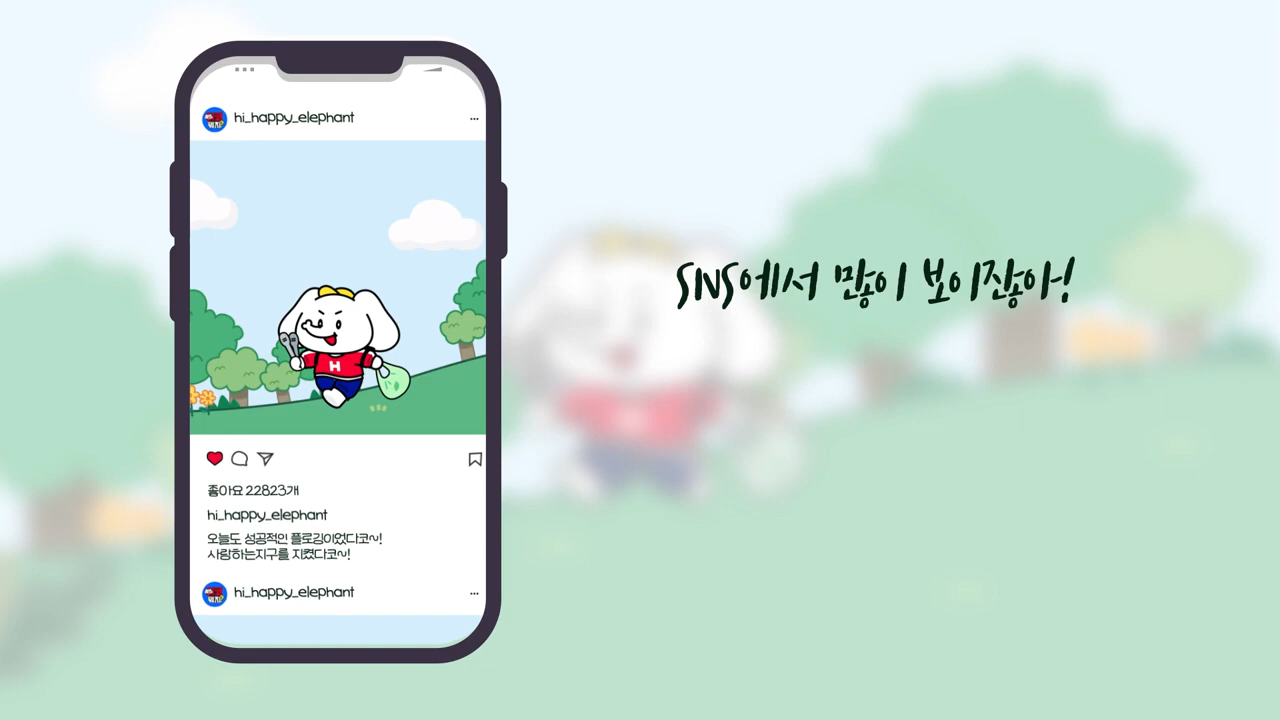 hi_happy_elephant
H
좋아요 22823개
hi_happy_elephant
오늘도 성공적인 플로깅이었다코~!
사랑하는지구를 지켰다코~!
hi_happy_elephant
SNS에서 많이 보이잖아!